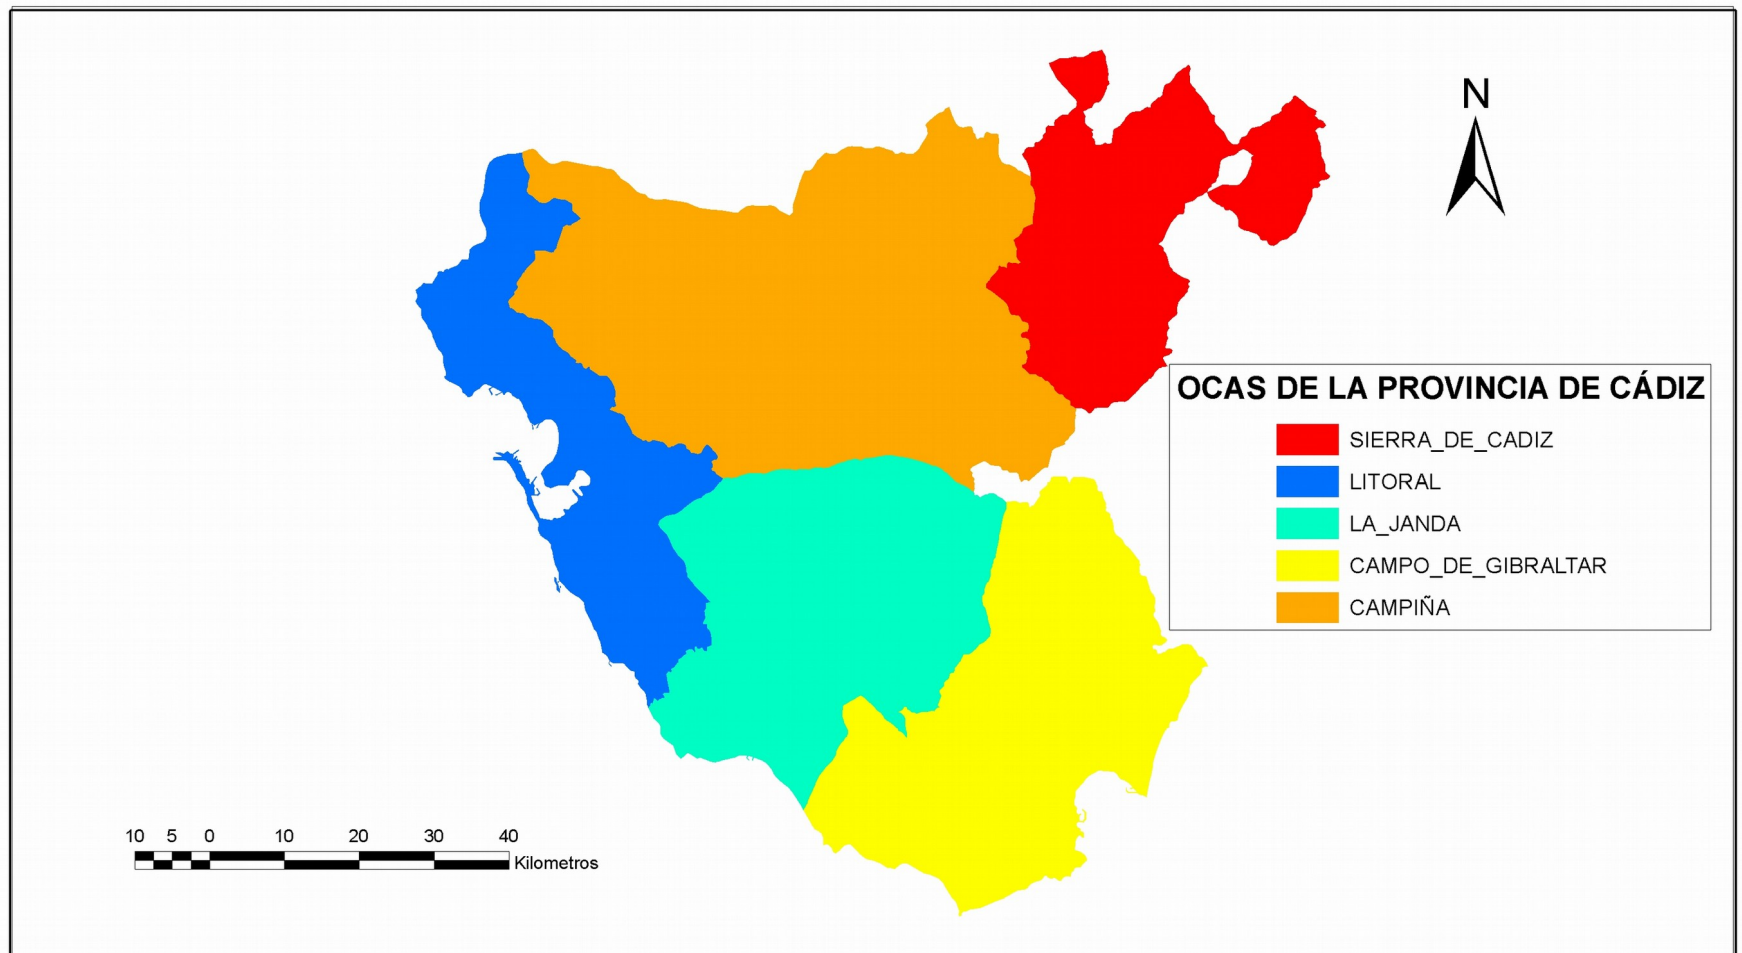 N
OCAS DE LA PROVINCIA DE CÁDIZ
SIERRA_DE_CADIZ
LITORAL
LA_JANDA
CAMPO_DE_GIBRALTAR
CAMPIÑA
10 5 0 10 20 30 40
Kilometros